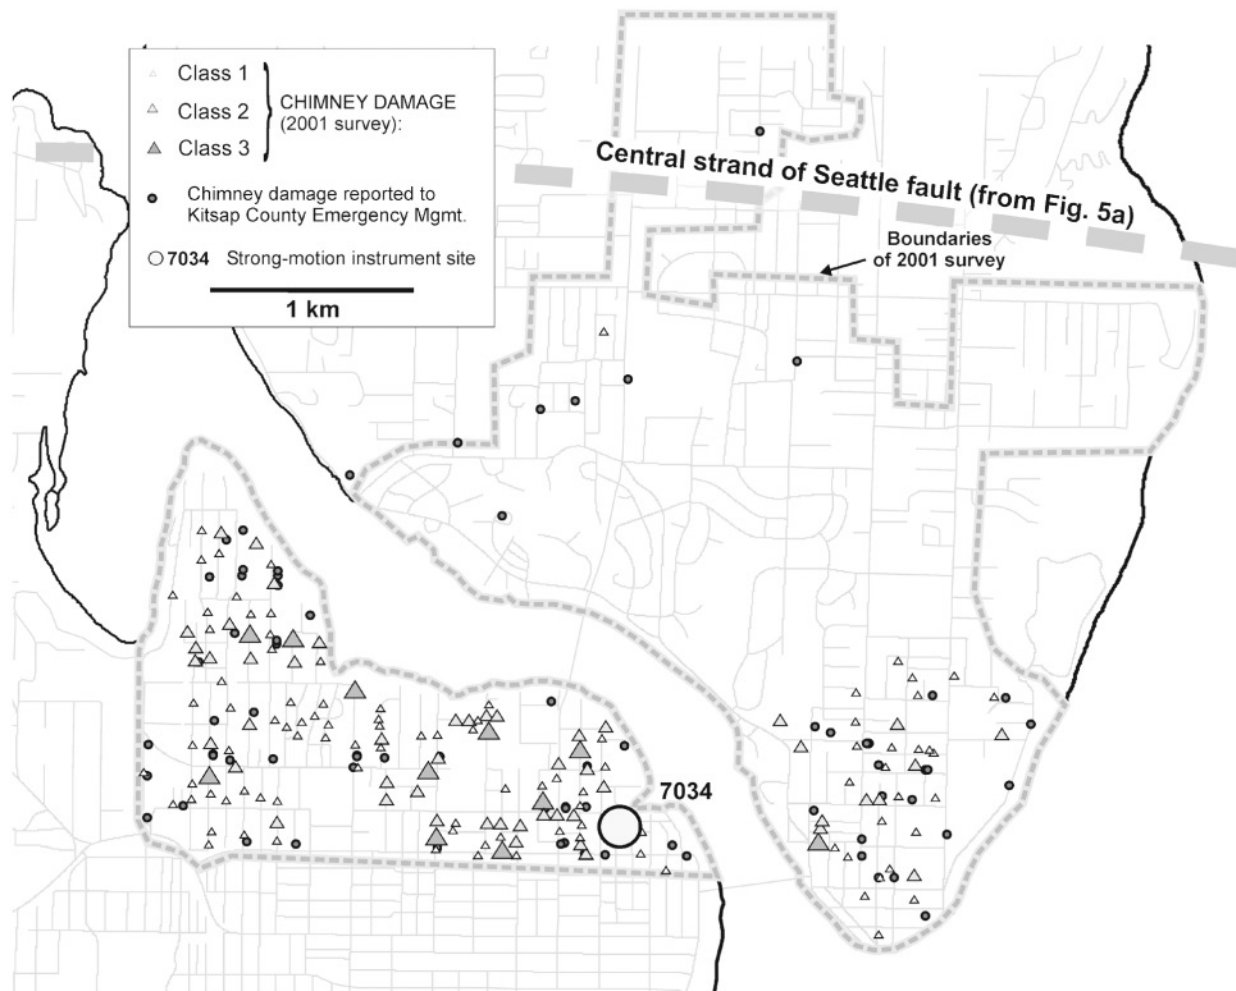 Class 1
Class 2
Class 3
CHIMNEY DAMAGE
(2001 survey):
Chimney damage reported to
Kitsap County Emergency Mgmt.
7034 Strong-motion instrument site
1 km
Central strand of Seattle fault (from Fig. 5a)
Boundaries
of 2001 survey
7034